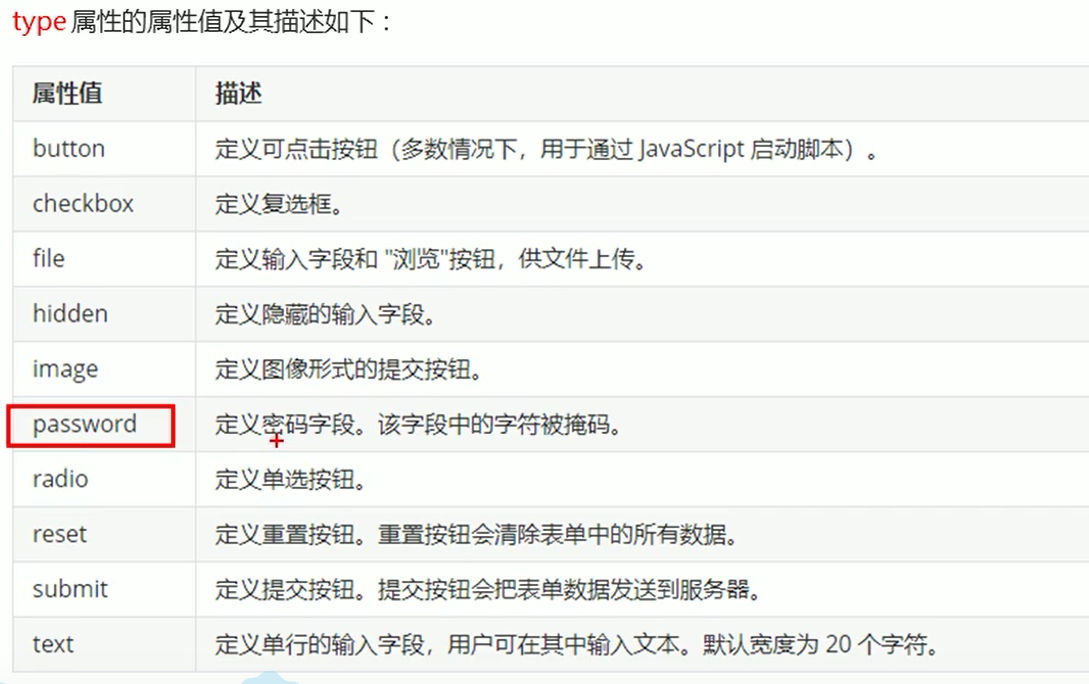 type 属性的属性值及其描述如下：
属性值 描述
button 定义可点击按钮（多数情况下，用于通过 JavaScript 启动脚本）。
checkbox 定义复选框。
file 定义输入字段和 "浏览"按钮，供文件上传。
hidden 定义隐藏的输入字段。
image 定义图像形式的提交按钮。
password 定义密码字段。该字段中的字符被掩码。
radio 定义单选按钮。
reset 定义重置按钮。重置按钮会清除表单中的所有数据。
submit 定义提交按钮。提交按钮会把表单数据发送到服务器。
text 定义单行的输入字段，用户可在其中输入文本。默认宽度为 20 个字符。